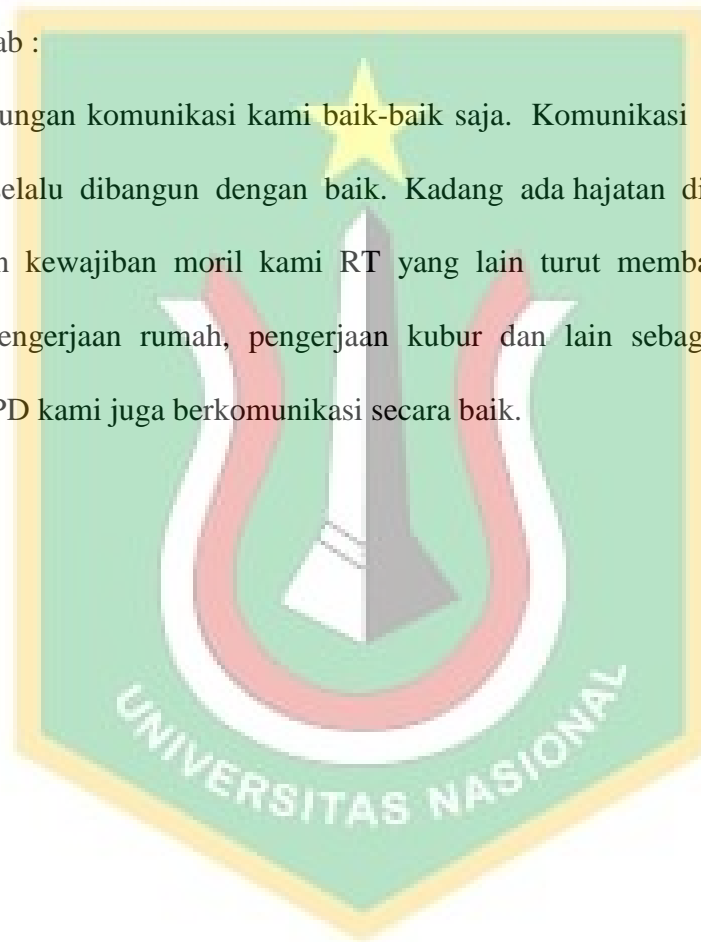 ab :
ungan komunikasi kami baik-baik saja. Komunikasi
selalu dibangun dengan baik. Kadang ada hajatan di
n kewajiban moril kami RT yang lain turut memba
engerjaan rumah, pengerjaan kubur dan lain sebag
PD kami juga berkomunikasi secara baik.
UNIVERSITAS NASIONAL